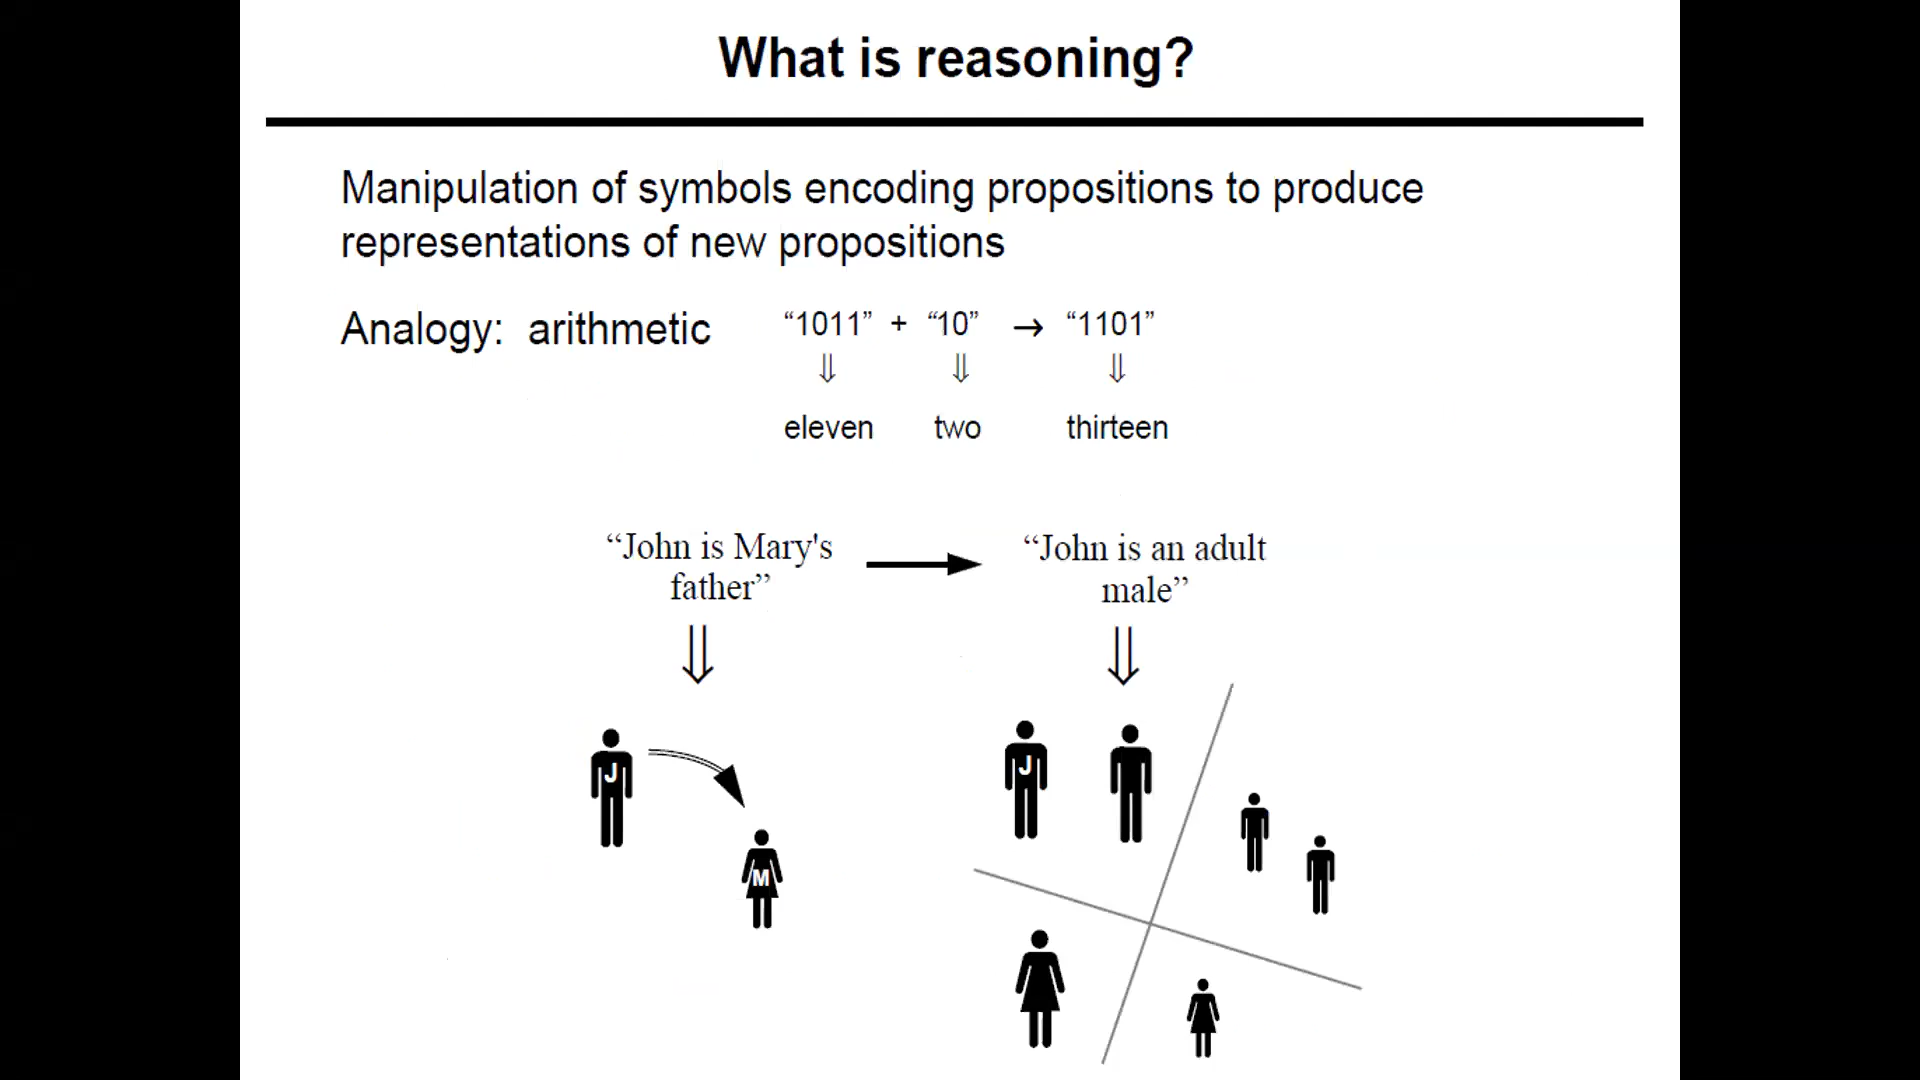 What is reasoning?
Manipulation of symbols encoding propositions to produce
representations of new propositions
Analogy: arithmetic “1011” + “10” → “1101”
⇓ ⇓ ⇓
eleven two thirteen
“John is Mary's
father”
“John is an adult
male”
⇓ ⇓
J
M
J